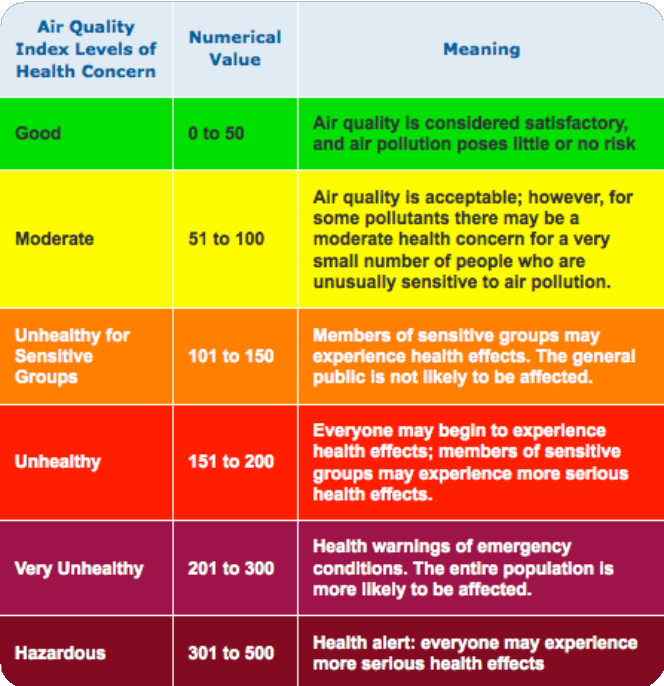 Air Quality
Index Levels of
Health Concern
Numerical
Value
Meaning
Good
0 to 50
Air quality is considered satisfactory,
and air pollution poses little or no risk
Moderate
51 to 100
Air quality is acceptable; however, for
some pollutants there may be a
moderate health concern for a very
small number of people who are
unusually sensitive to air pollution.
Unhealthy for
Sensitive
Groups
101 to 150
Members of sensitive groups may
experience health effects. The general
public is not likely to be affected.
Unhealthy
151 to 200
Everyone may begin to experience
health effects; members of sensitive
groups may experience more serious
health effects.
Very Unhealthy
201 to 300
Health warnings of emergency
conditions. The entire population is
more likely to be affected.
Hazardous
301 to 500
Health alert: everyone may experience
more serious health effects